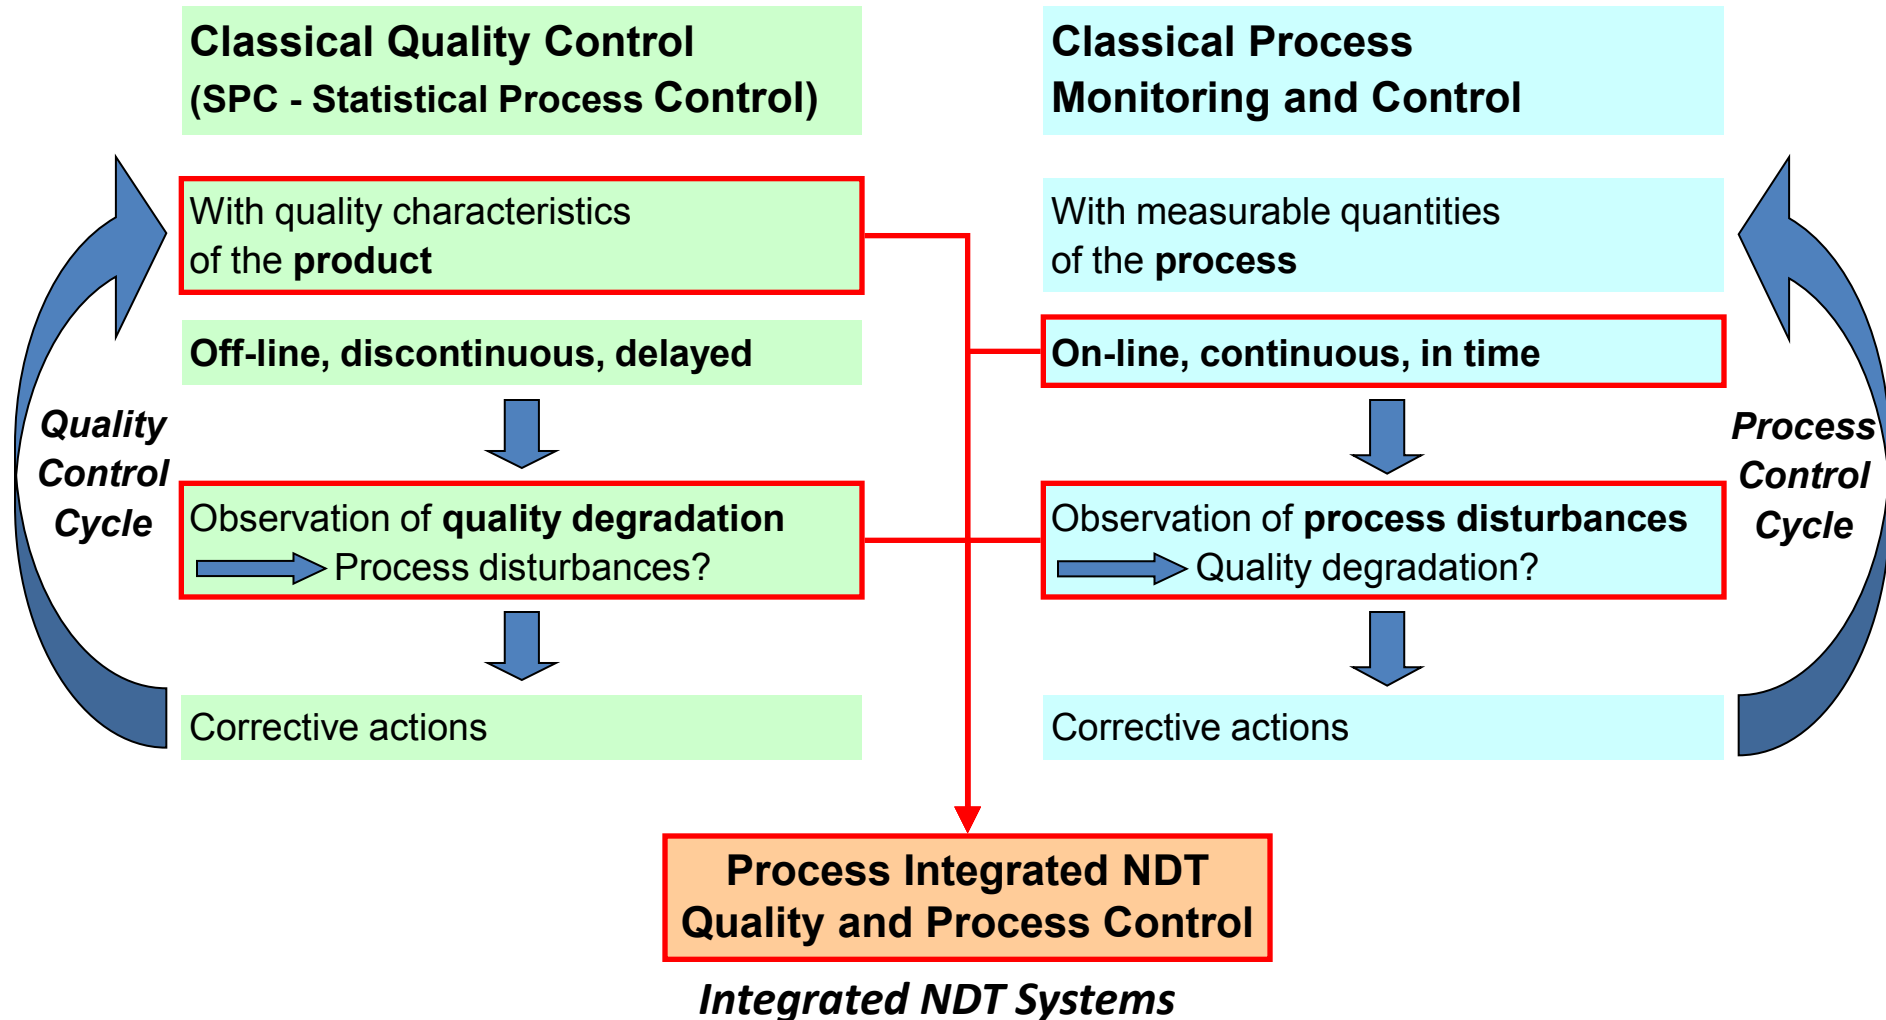 Classical Quality Control
(SPC - Statistical Process Control)
With quality characteristics
of the product
Off-line, discontinuous, delayed
Quality
Control
Cycle
Observation of quality degradation
Process disturbances?
Corrective actions
Classical Process
Monitoring and Control
With measurable quantities
of the process
On-line, continuous, in time
Process
Control
Cycle
Observation of process disturbances
Quality degradation?
Corrective actions
Process Integrated NDT
Quality and Process Control
Integrated NDT Systems